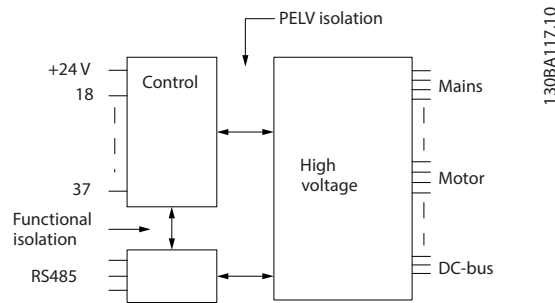 PELV isolation
130BA117.10
+24 V
Control
Mains
18
High
voltage
37
Motor
Functional
isolation
RS485
DC-bus